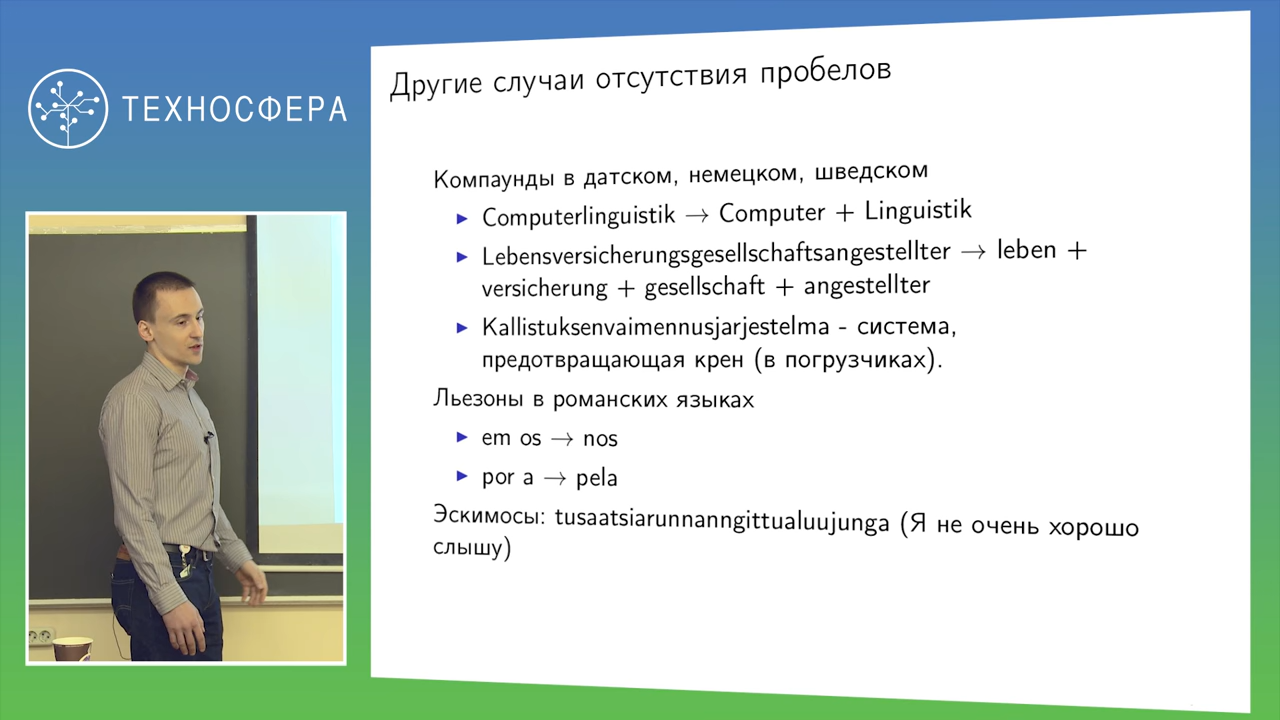 ТЕХНОСФЕРА
Другие случаи отсутствия пробелов
Компаунды в датском, немецком, шведском
▶ Computerlinguistik → Computer + Linguistik
▶ Lebensversicherungsgesellschaftsangestellter → leben +
versicherung + gesellschaft + angestellter
▶ Kallistuksenvaimennusjarjestelma - система,
предотвращающая крен (в погрузчиках).
Льезоны в романских языках
▶ em os → nos
▶ por a → pela
Эскимосы: tusaatsiarunnanngittualuujunga (Я не очень хорошо
слышу)